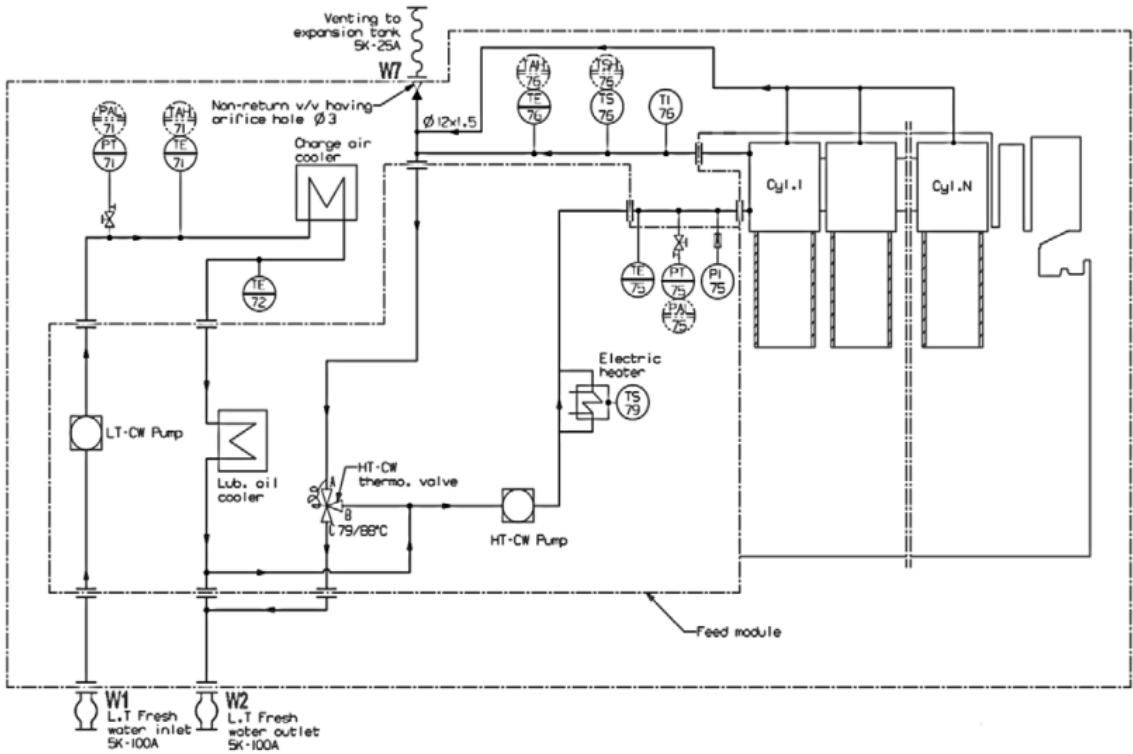 Venting to
expansion tank
5K-25A
W7
Non-return v/v having
orifice hole Ø3
Ø12x1.5
PAL
71
PT
71
TAH
71
TE
71
TAH
76
TE
76
TSH
76
TS
76
TI
76
Charge air
cooler
Cyl.1
Cyl.N
TE
72
TE
75
PT
75
PAL
75
PI
75
Electric
heater
TS
79
LT-CW Pump
Lub. oil
cooler
A
HT-CW
thermo. valve
B
C 79/88°C
HT-CW Pump
Feed module
W1
L.T Fresh
water inlet
5K-100A
W2
L.T Fresh
water outlet
5K-100A